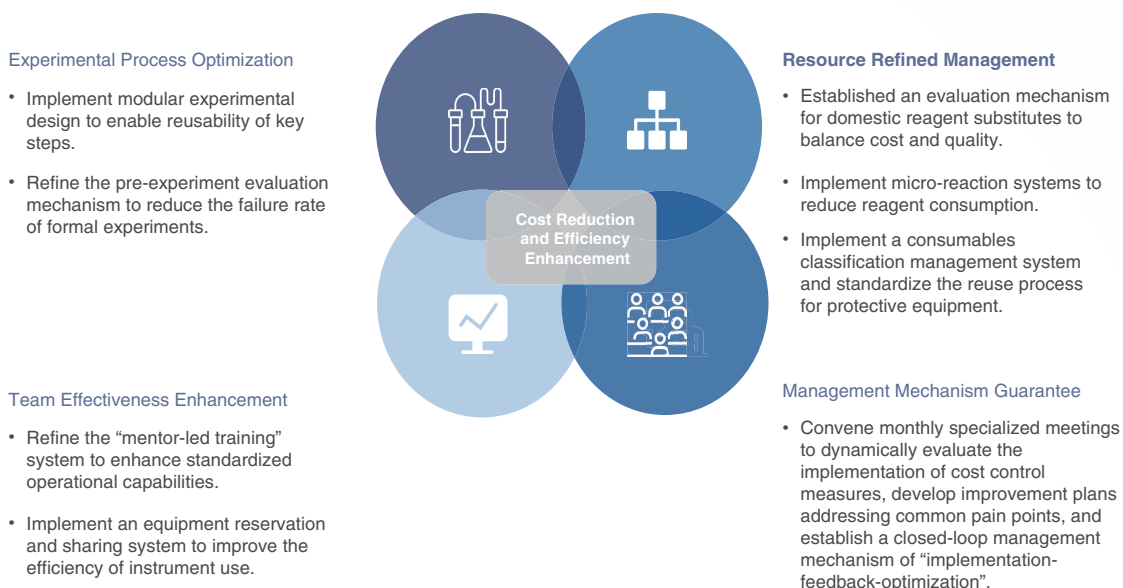 Experimental Process Optimization
• Implement modular experimental
design to enable reusability of key
steps.
• Refine the pre-experiment evaluation
mechanism to reduce the failure rate
of formal experiments.
Cost Reduction
and Efficiency
Enhancement
Resource Refined Management
• Established an evaluation mechanism
for domestic reagent substitutes to
balance cost and quality.
• Implement micro-reaction systems to
reduce reagent consumption.
• Implement a consumables
classification management system
and standardize the reuse process
for protective equipment.
Team Effectiveness Enhancement
• Refine the “mentor-led training”
system to enhance standardized
operational capabilities.
• Implement an equipment reservation
and sharing system to improve the
efficiency of instrument use.
Management Mechanism Guarantee
• Convene monthly specialized meetings
to dynamically evaluate the
implementation of cost control
measures, develop improvement plans
addressing common pain points, and
establish a closed-loop management
mechanism of “implementation-
feedback-optimization”.